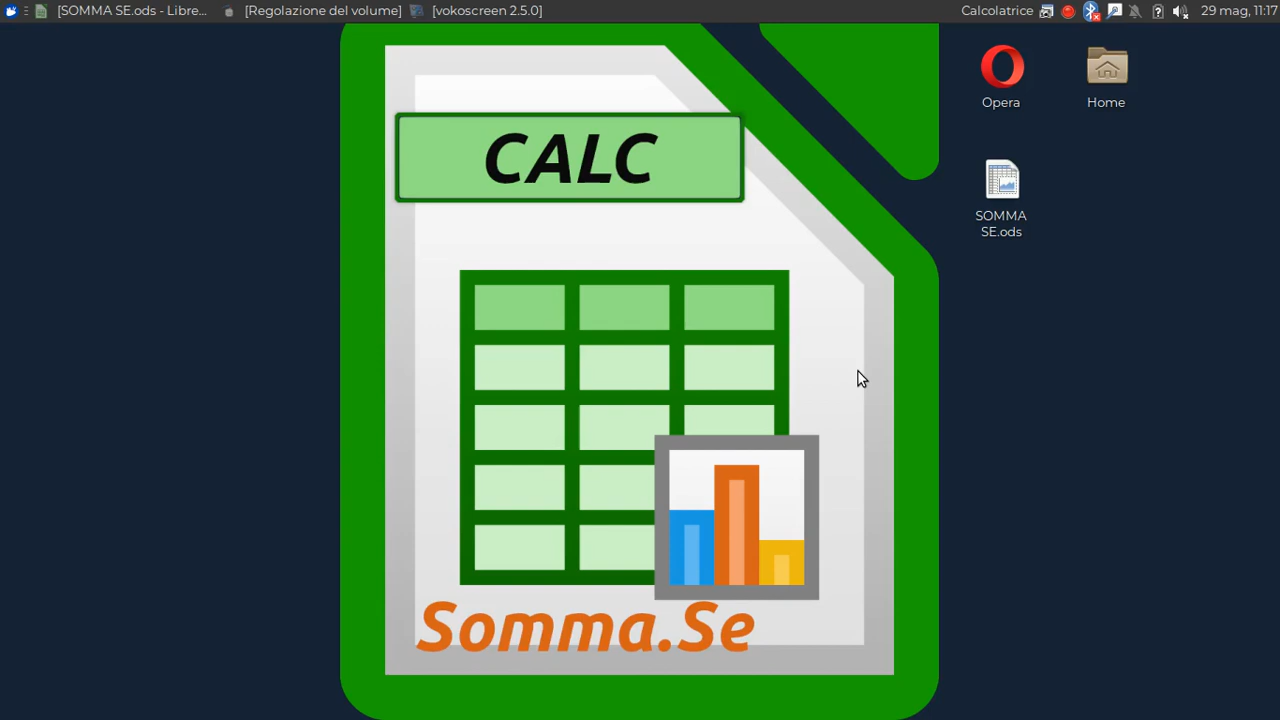 [SOMMA SE.ods - Libre... [Regolazione del volume] [vokoscreen 2.5.0] Calcolatrice 29 mag, 11:17
Opera
Home
CALC
SOMMA
SE.ods
Somma.Se